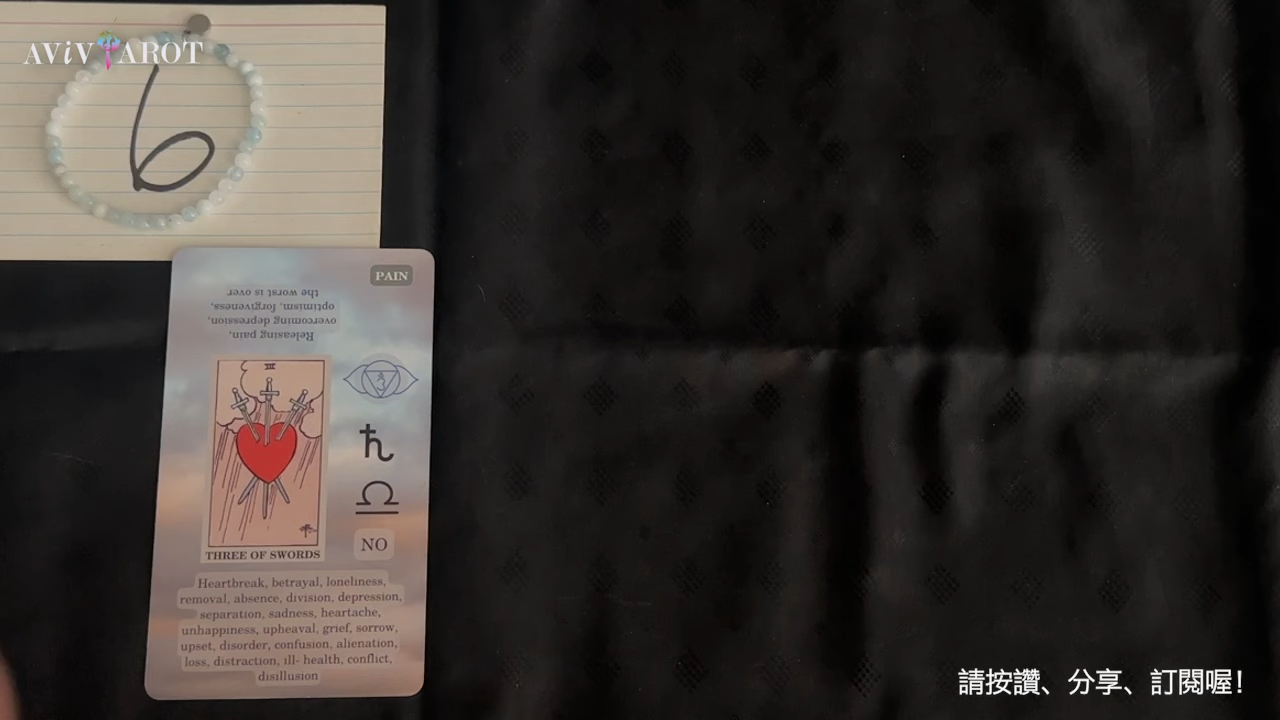 AViV TAROT
6
PAIN
Releasing pain,
overcoming depression,
optimism, forgiveness,
the worst is over
III
NO
THREE OF SWORDS
Heartbreak, betrayal, loneliness,
removal, absence, division, depression,
separation, sadness, heartache,
unhappiness, upheaval, grief, sorrow,
upset, disorder, confusion, alienation,
loss, distraction, ill- health, conflict,
disillusion
請按讚、分享、訂閱喔!